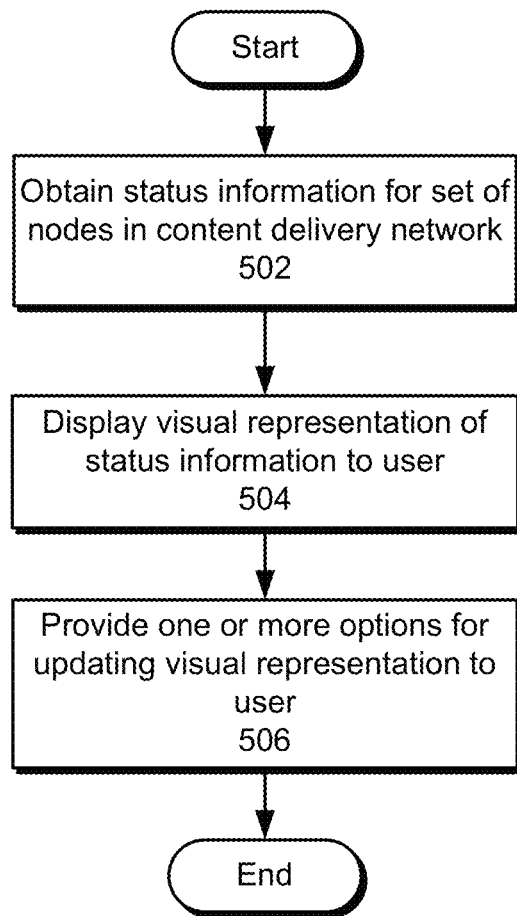 Start
Obtain status information for set of
nodes in content delivery network
502
Display visual representation of
status information to user
504
Provide one or more options for
updating visual representation to
user
506
End